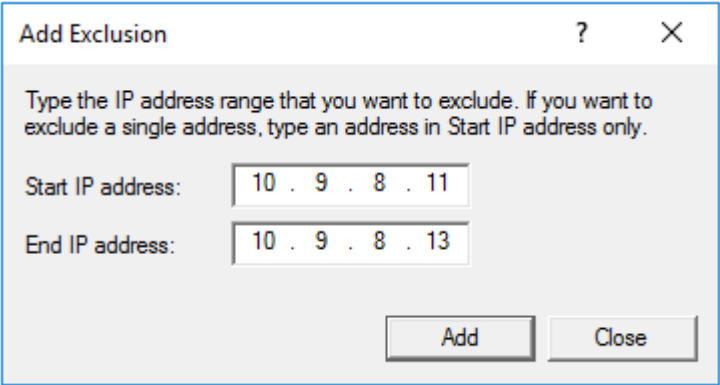 Add Exclusion ?
Type the IP address range that you want to exclude. If you want to
exclude a single address, type an address in Start IP address only.
Start IP address: 10 . 9 . 8 . 11
End IP address: 10 . 9 . 8 . 13
Add Close